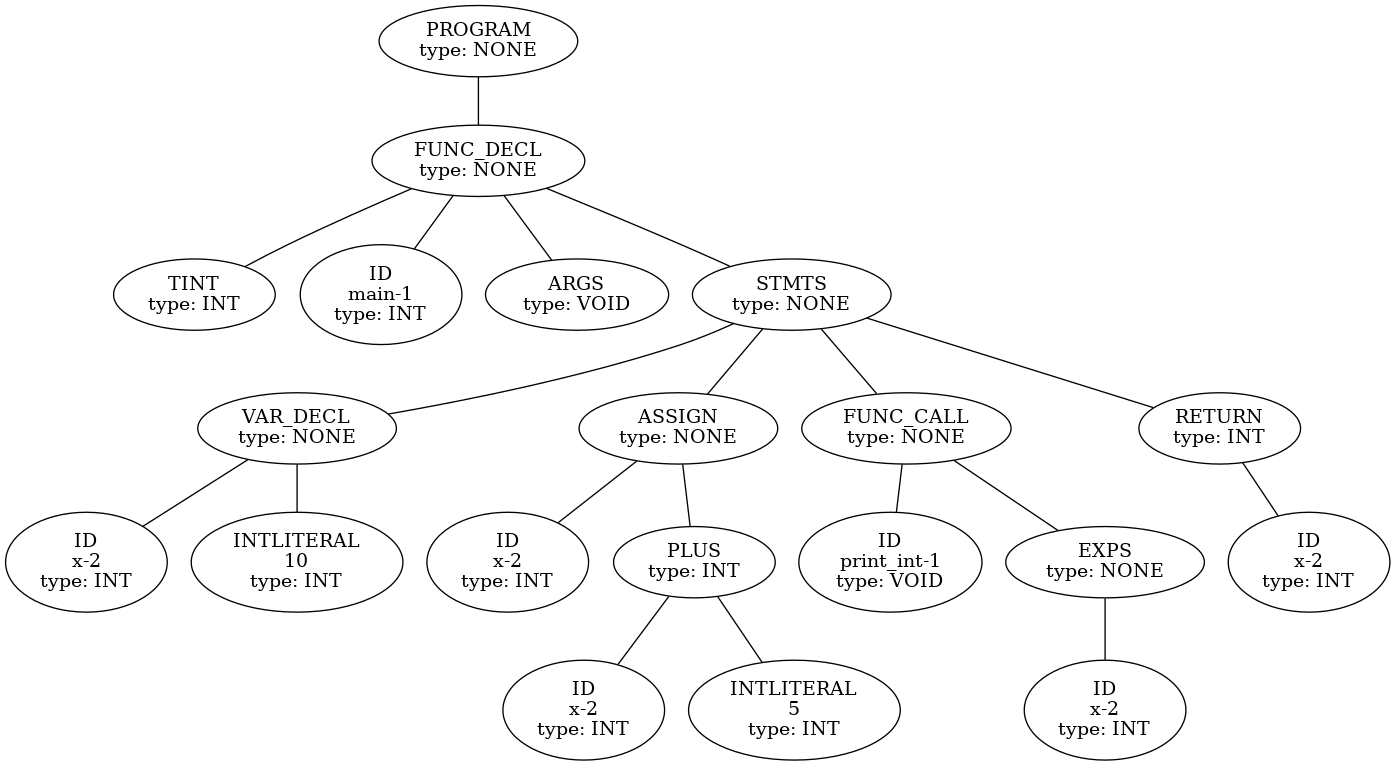 PROGRAM
type: NONE
FUNC_DECL
type: NONE
TINT
type: INT
ID
main-1
type: INT
ARGS
type: VOID
STMTS
type: NONE
VAR_DECL
type: NONE
ASSIGN
type: NONE
FUNC_CALL
type: NONE
RETURN
type: INT
ID
x-2
type: INT
INTLITERAL
10
type: INT
ID
x-2
type: INT
PLUS
type: INT
ID
print_int-1
type: VOID
EXPS
type: NONE
ID
x-2
type: INT
ID
x-2
type: INT
INTLITERAL
5
type: INT
ID
x-2
type: INT